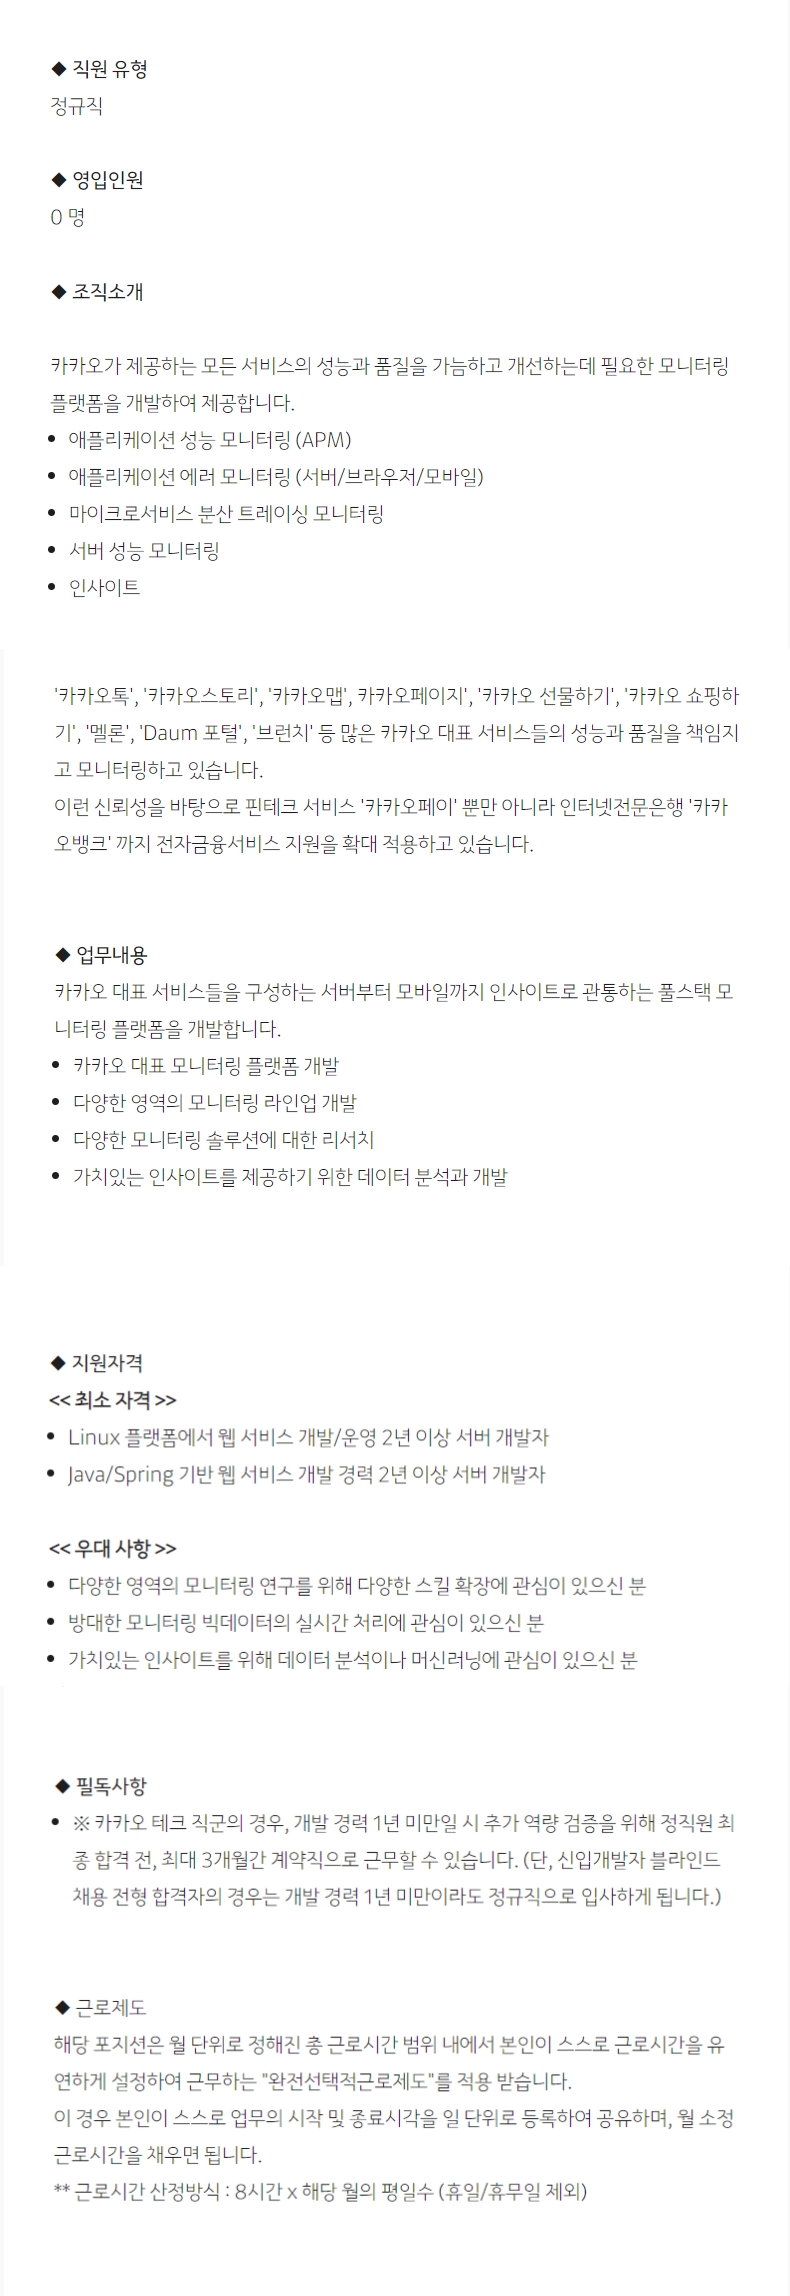 ◆ 직원 유형
정규직
◆ 영입인원
0 명
◆ 조직소개
카카오가 제공하는 모든 서비스의 성능과 품질을 가늠하고 개선하는데 필요한 모니터링
플랫폼을 개발하여 제공합니다.
• 애플리케이션 성능 모니터링 (APM)
• 애플리케이션 에러 모니터링 (서버/브라우저/모바일)
• 마이크로서비스 분산 트레이싱 모니터링
• 서버 성능 모니터링
• 인사이트
'카카오톡', '카카오스토리', '카카오맵', 카카오페이지', '카카오 선물하기', '카카오 쇼핑하
기', '멜론', 'Daum 포털', '브런치' 등 많은 카카오 대표 서비스들의 성능과 품질을 책임지
고 모니터링하고 있습니다.
이런 신뢰성을 바탕으로 핀테크 서비스 '카카오페이' 뿐만 아니라 인터넷전문은행 '카카
오뱅크' 까지 전자금융서비스 지원을 확대 적용하고 있습니다.
◆ 업무내용
카카오 대표 서비스들을 구성하는 서버부터 모바일까지 인사이트로 관통하는 풀스택 모
니터링 플랫폼을 개발합니다.
• 카카오 대표 모니터링 플랫폼 개발
• 다양한 영역의 모니터링 라인업 개발
• 다양한 모니터링 솔루션에 대한 리서치
• 가치있는 인사이트를 제공하기 위한 데이터 분석과 개발
◆ 지원자격
<< 최소 자격 >>
• Linux 플랫폼에서 웹 서비스 개발/운영 2년 이상 서버 개발자
• Java/Spring 기반 웹 서비스 개발 경력 2년 이상 서버 개발자
<< 우대 사항 >>
• 다양한 영역의 모니터링 연구를 위해 다양한 스킬 확장에 관심이 있으신 분
• 방대한 모니터링 빅데이터의 실시간 처리에 관심이 있으신 분
• 가치있는 인사이트를 위해 데이터 분석이나 머신러닝에 관심이 있으신 분
◆ 필독사항
• ※ 카카오 테크 직군의 경우, 개발 경력 1년 미만일 시 추가 역량 검증을 위해 정직원 최
종 합격 전, 최대 3개월간 계약직으로 근무할 수 있습니다. (단, 신입개발자 블라인드
채용 전형 합격자의 경우는 개발 경력 1년 미만이라도 정규직으로 입사하게 됩니다.)
◆ 근로제도
해당 포지션은 월 단위로 정해진 총 근로시간 범위 내에서 본인이 스스로 근로시간을 유
연하게 설정하여 근무하는 "완전선택적근로제도"를 적용 받습니다.
이 경우 본인이 스스로 업무의 시작 및 종료시각을 일 단위로 등록하여 공유하며, 월 소정
근로시간을 채우면 됩니다.
** 근로시간 산정방식 : 8시간 x 해당 월의 평일수 (휴일/휴무일 제외)